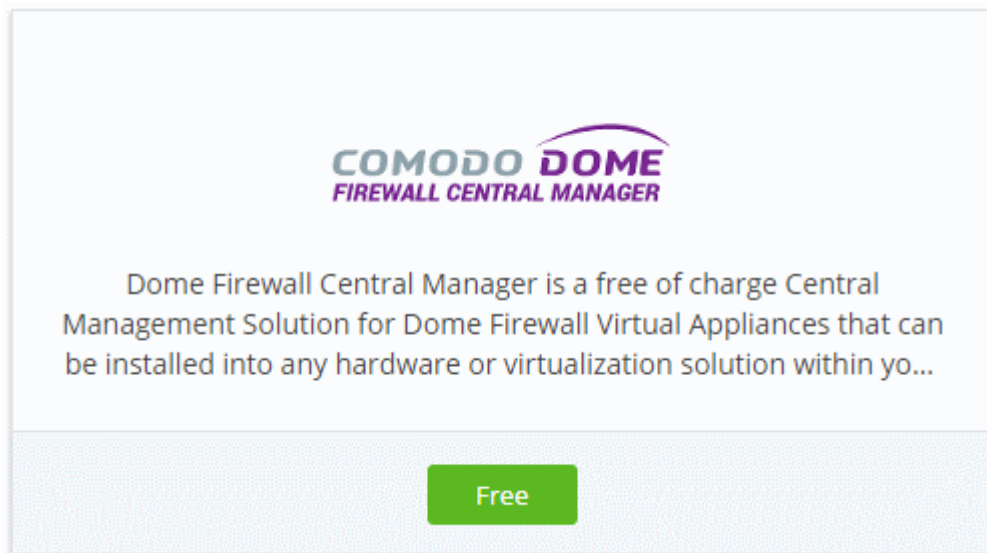 COMODO DOME
FIREWALL CENTRAL MANAGER
Dome Firewall Central Manager is a free of charge Central
Management Solution for Dome Firewall Virtual Appliances that can
be installed into any hardware or virtualization solution within yo...
Free